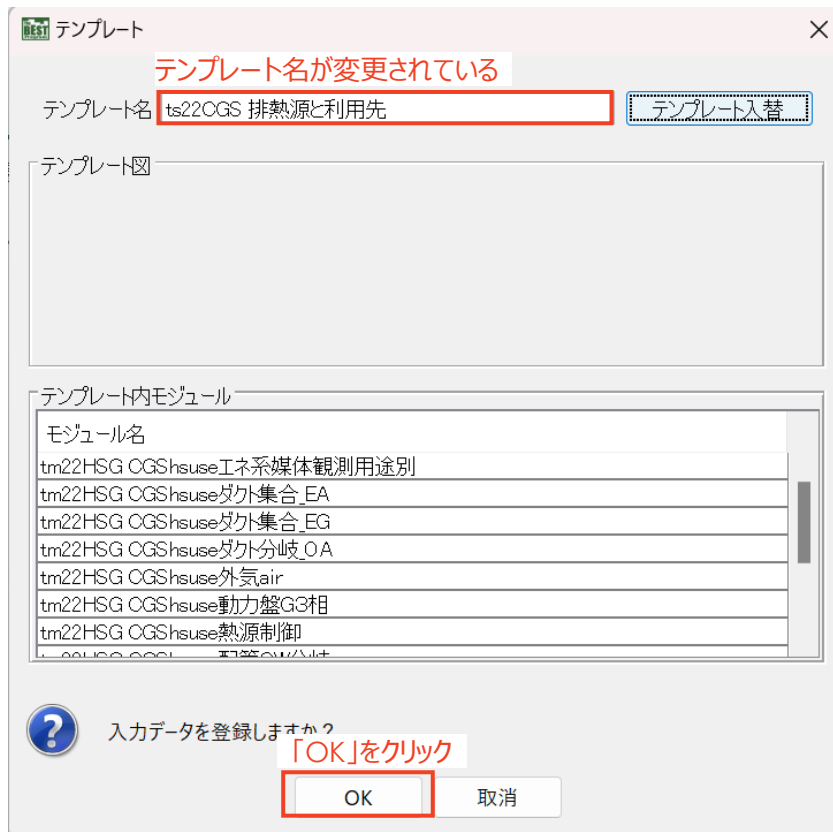 BEST テンプレート
テンプレート名が変更されている
テンプレート名 ts22CGS 排熱源と利用先 テンプレート入替
テンプレート図
テンプレート内モジュール
モジュール名
tm22HSG CGShsuseエネ系媒体観測用途別
tm22HSG CGShsuseダクト集合_EA
tm22HSG CGShsuseダクト集合_EG
tm22HSG CGShsuseダクト分岐_OA
tm22HSG CGShsuse外気air
tm22HSG CGShsuse動力盤G3相
tm22HSG CGShsuse熱源制御
入力データを登録しますか?
「OK」をクリック
OK 取消